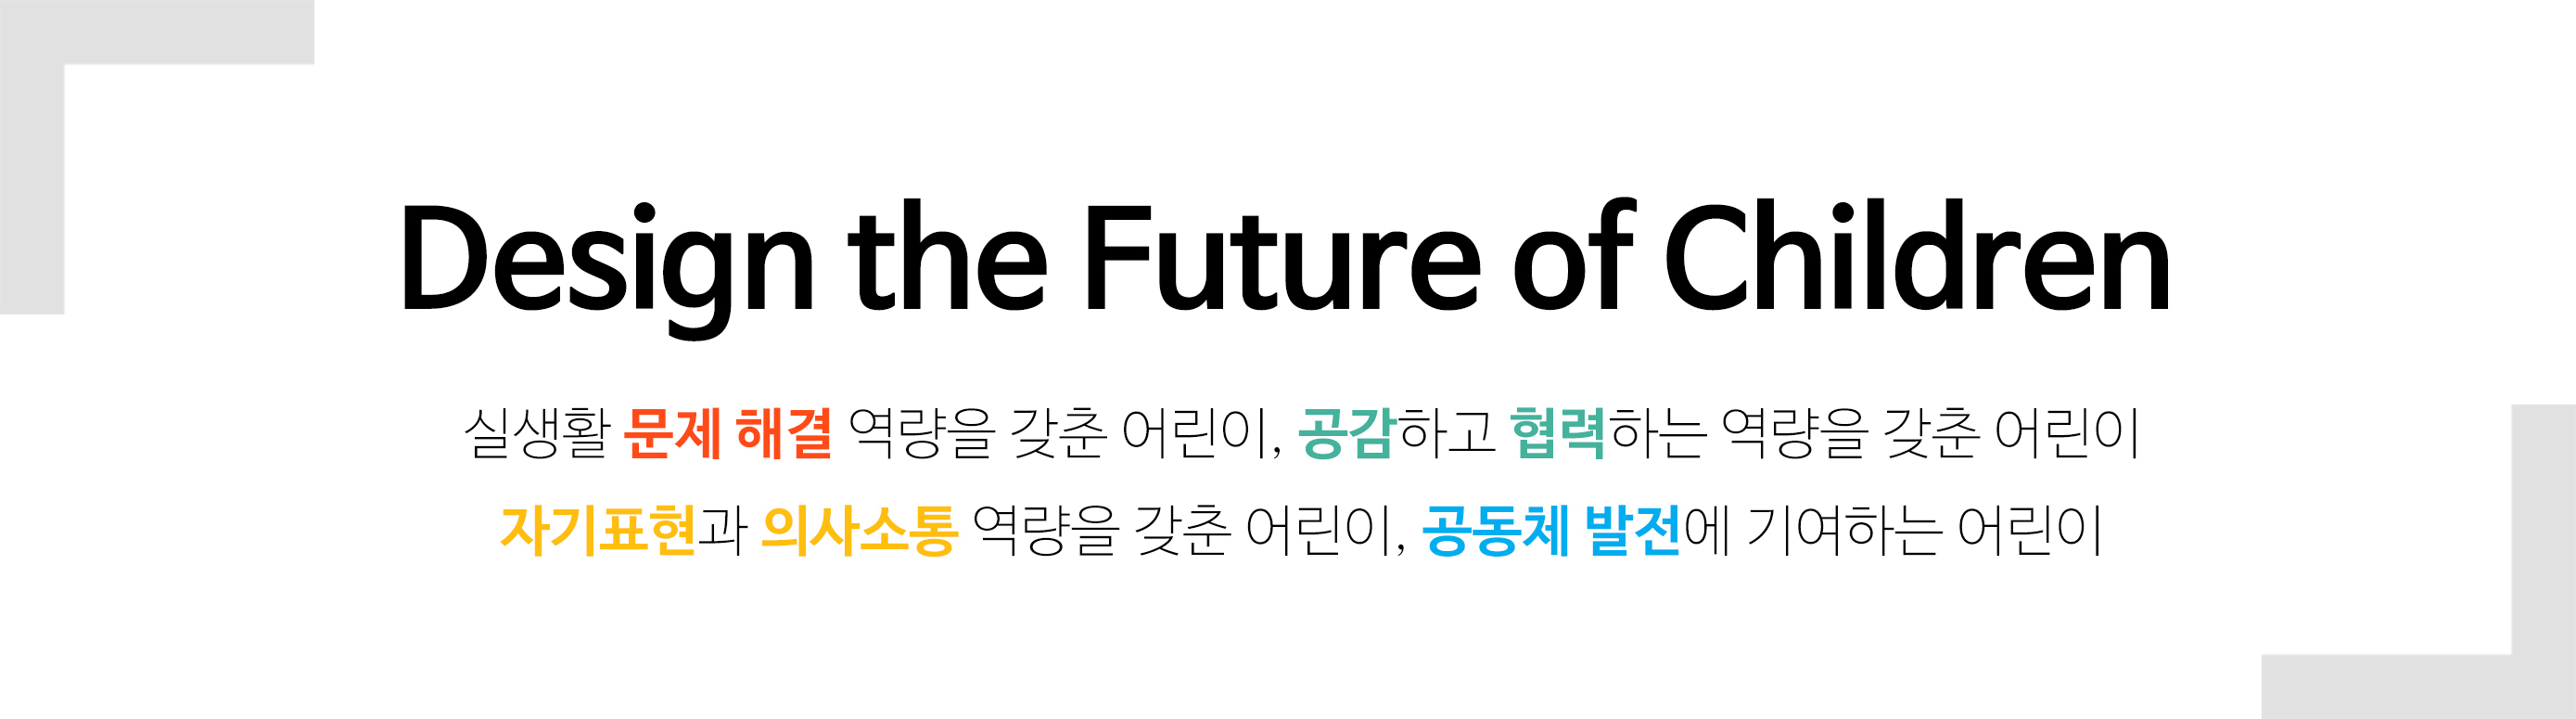 Design the Future of Children
실생활 문제 해결 역량을 갖춘 어린이, 공감하고 협력하는 역량을 갖춘 어린이
자기표현과 의사소통 역량을 갖춘 어린이, 공동체 발전에 기여하는 어린이